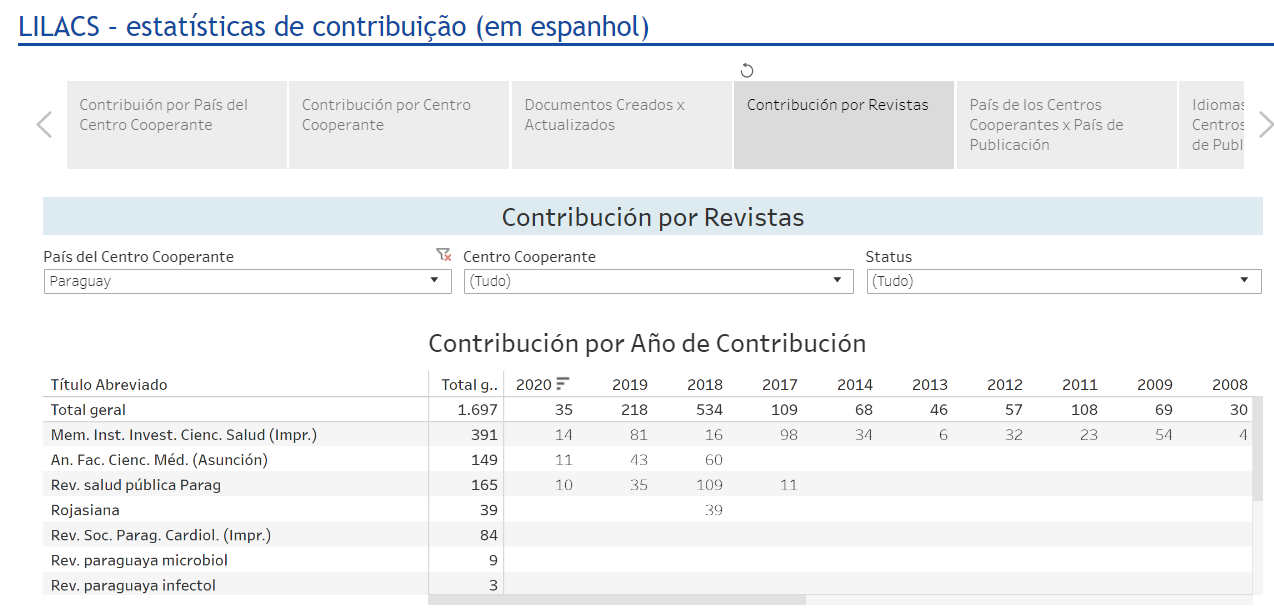 LILACS – estatísticas de contribuição (em espanhol)
Contribuión por País del
Centro Cooperante
Contribución por Centro
Cooperante
Documentos Creados x
Actualizados
Contribución por Revistas
País de los Centros
Cooperantes x País de
Publicación
Idiomas
Centros
de Publ
Contribución por Revistas
País del Centro Cooperante
Centro Cooperante
Status
Paraguay
(Tudo)
(Tudo)
Contribución por Año de Contribución
Título Abreviado Total g.. 2020 2019 2018 2017 2014 2013 2012 2011 2009 2008
Total geral 1.697 35 218 534 109 68 46 57 108 69 30
Mem. Inst. Invest. Cienc. Salud (Impr.) 391 14 81 16 98 34 6 32 23 54 4
An. Fac. Cienc. Méd. (Asunción) 149 11 43 60
Rev. salud pública Parag 165 10 35 109 11
Rojasiana 39 39
Rev. Soc. Parag. Cardiol. (Impr.) 84
Rev. paraguaya microbiol 9
Rev. paraguaya infectol 3